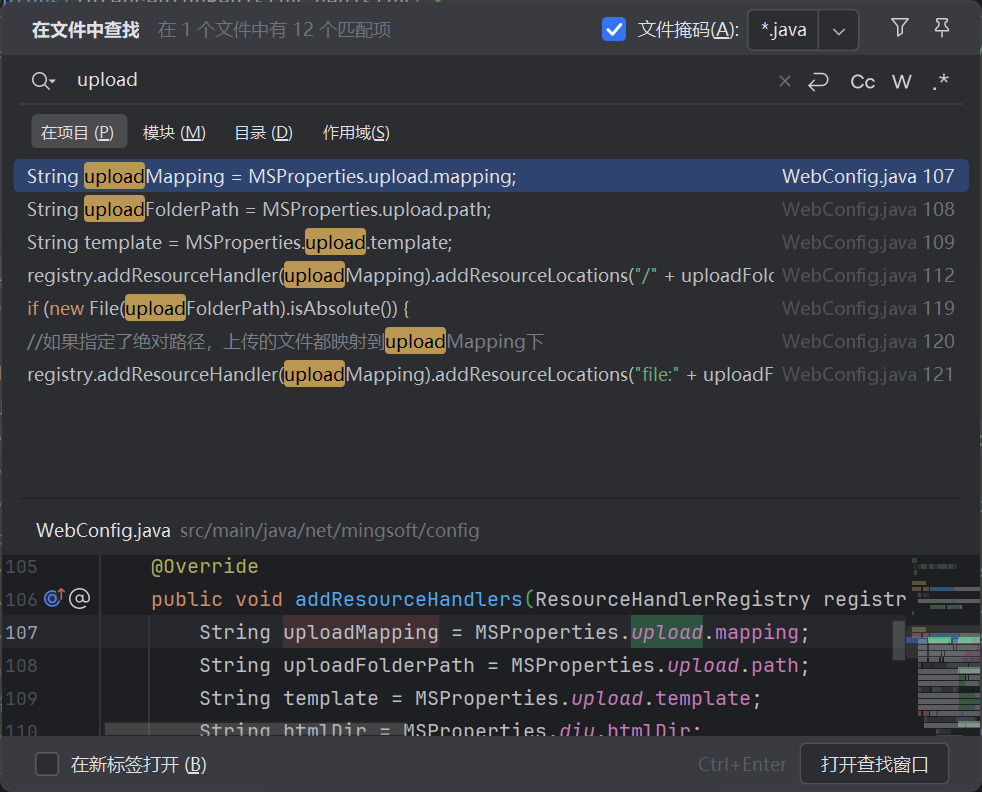 在文件中查找 在 1 个文件中有 12 个匹配项 文件掩码(A): *.java
upload Cc W .*
在项目 (P) 模块 (M) 目录 (D) 作用域(S)
String uploadMapping = MSProperties.upload.mapping; WebConfig.java 107
String uploadFolderPath = MSProperties.upload.path; WebConfig.java 108
String template = MSProperties.upload.template; WebConfig.java 109
registry.addResourceHandler(uploadMapping).addResourceLocations("/" + uploadFolc WebConfig.java 112
if (new File(uploadFolderPath).isAbsolute()) { WebConfig.java 119
//如果指定了绝对路径，上传的文件都映射到uploadMapping下 WebConfig.java 120
registry.addResourceHandler(uploadMapping).addResourceLocations("file:" + uploadF WebConfig.java 121
WebConfig.java src/main/java/net/mingsoft/config
105 @Override
106 @ public void addResourceHandlers(ResourceHandlerRegistry registr
107 String uploadMapping = MSProperties.upload.mapping;
108 String uploadFolderPath = MSProperties.upload.path;
109 String template = MSProperties.upload.template;
110 String htmlDir = MSProperties.diy.htmlDir;
在新标签打开 (B) Ctrl+Enter 打开查找窗口